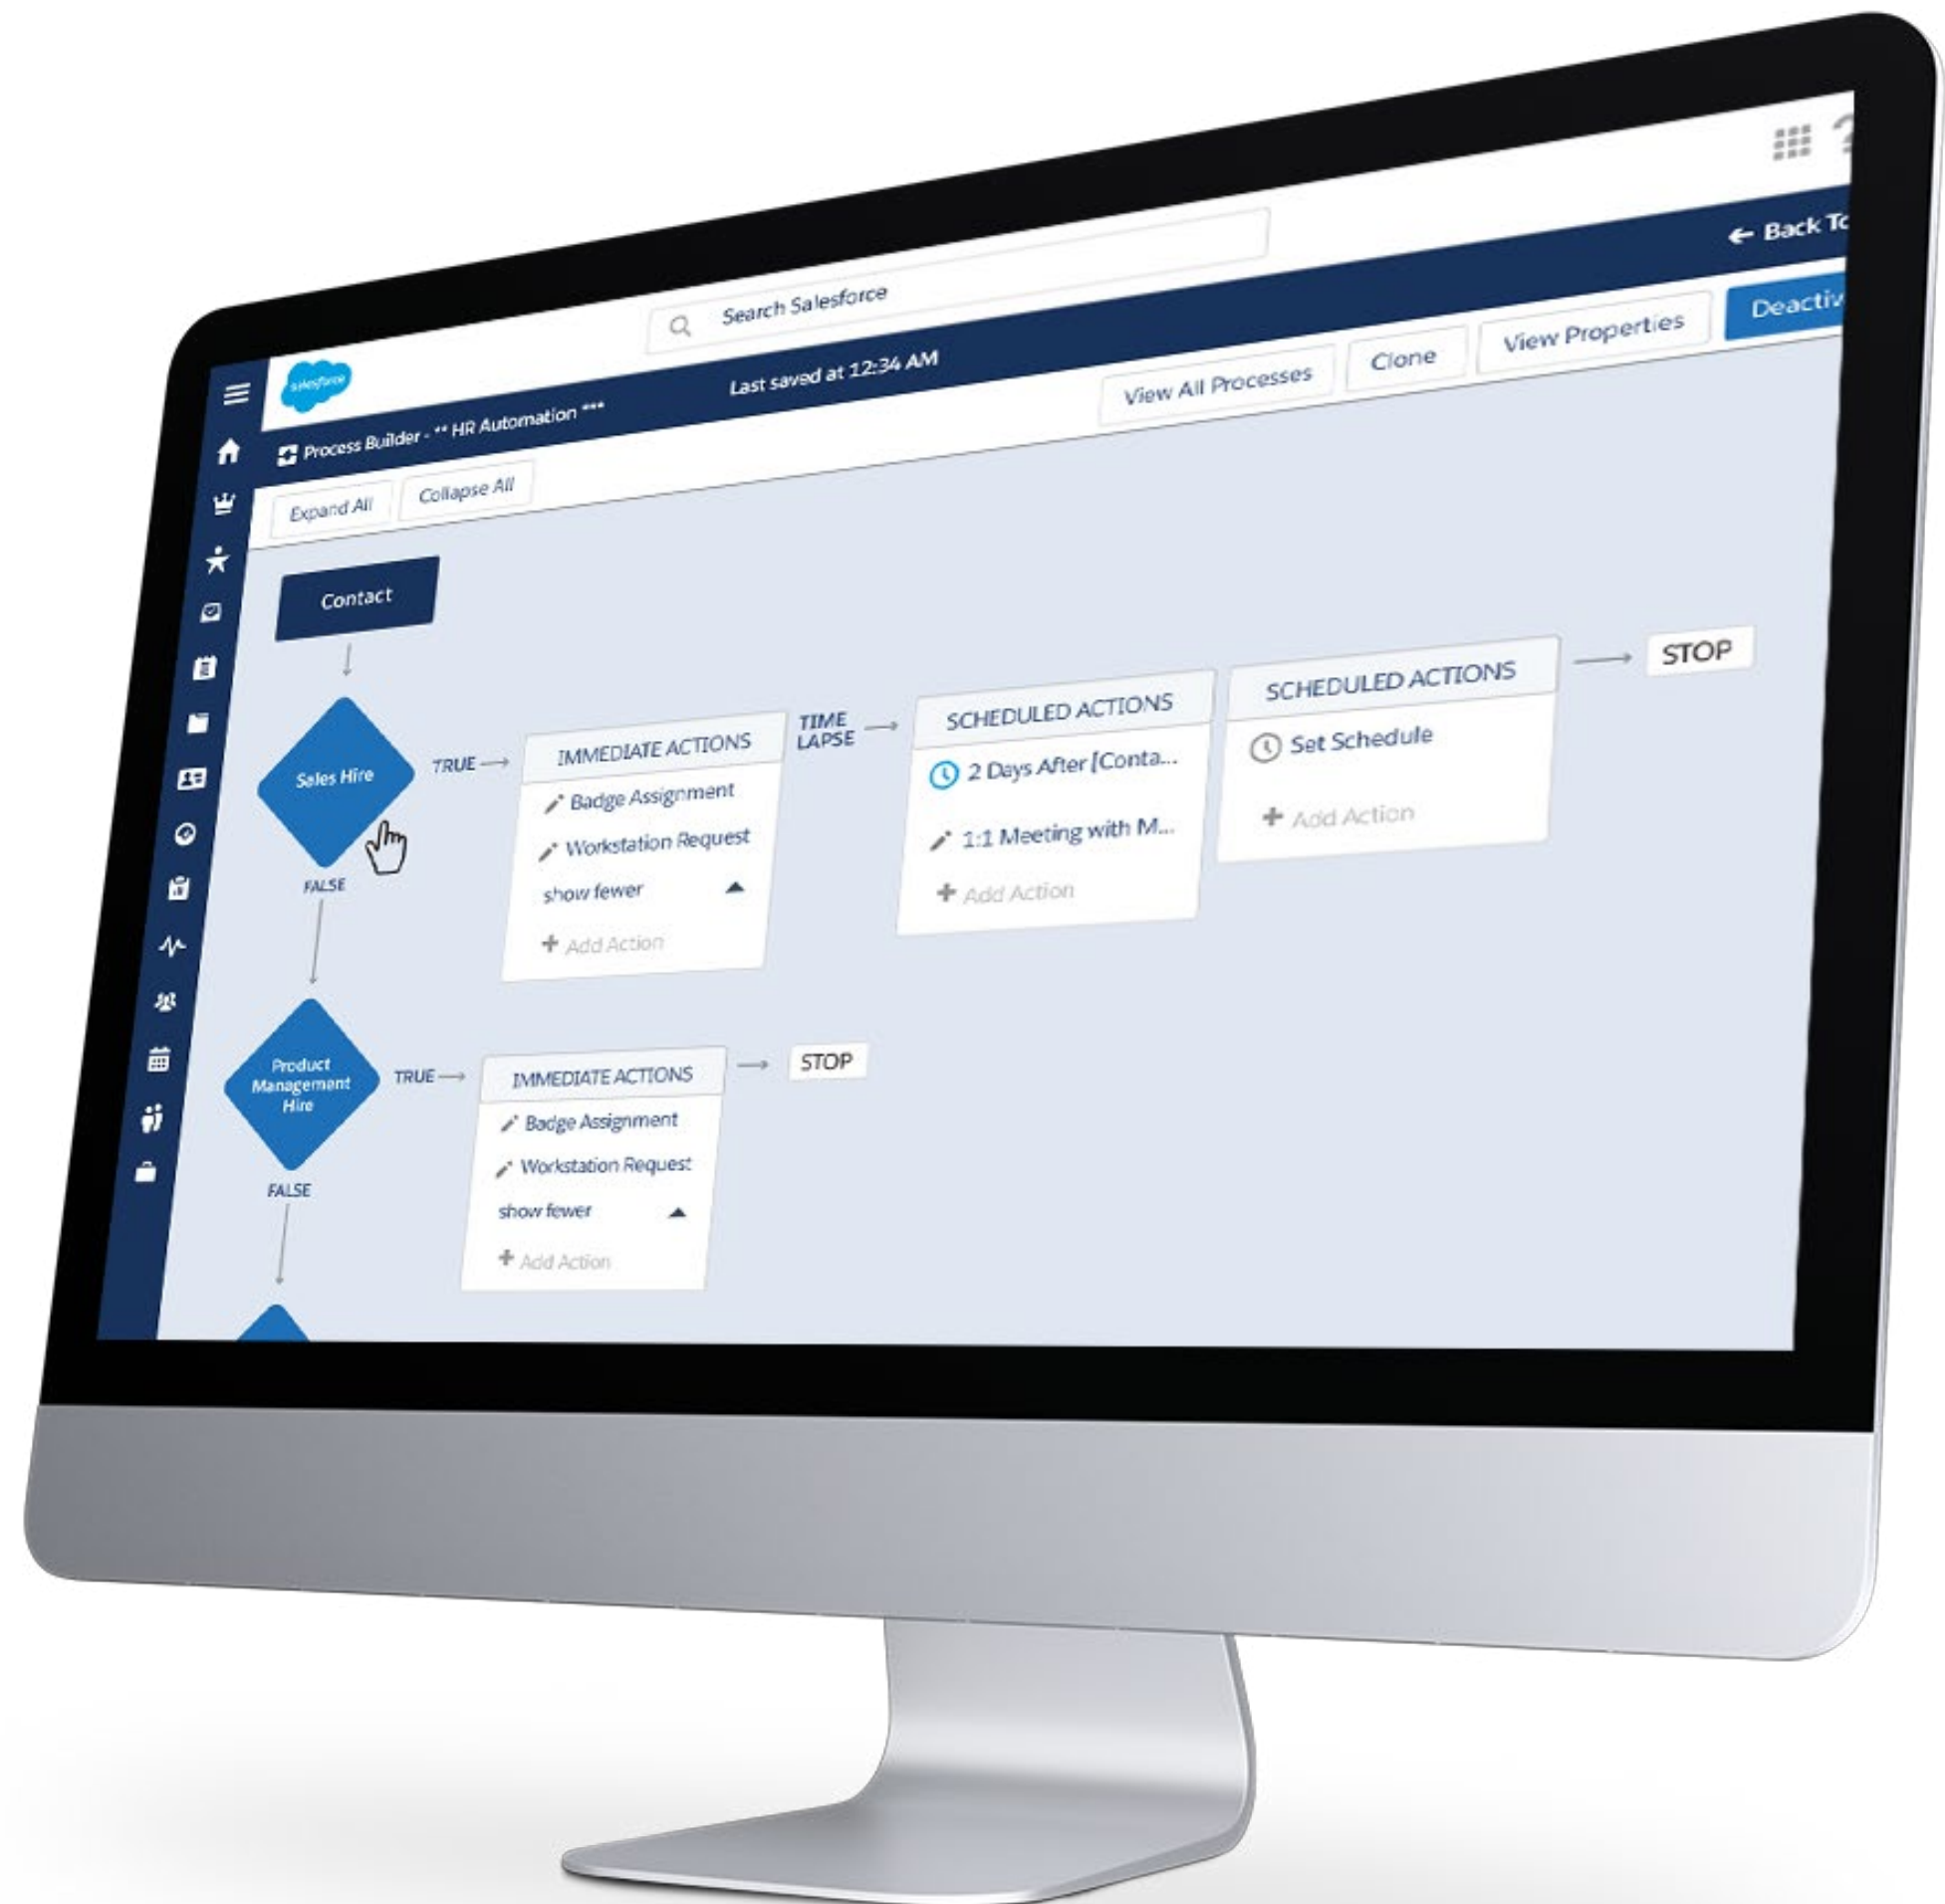 Search Salesforce
salesforce
← Back To
Process Builder - ** HR Automation ***
Last saved at 12:34 AM
Expand All
Collapse All
View All Processes
Clone
View Properties
Deactiv
Contact
Sales Hire
TRUE
FALSE
IMMEDIATE ACTIONS
Badge Assignment
Workstation Request
show fewer
+ Add Action
TIME
LAPSE
SCHEDULED ACTIONS
2 Days After [Conta...
1:1 Meeting with M...
+ Add Action
SCHEDULED ACTIONS
Set Schedule
+ Add Action
STOP
Product
Management
Hire
TRUE
FALSE
IMMEDIATE ACTIONS
Badge Assignment
Workstation Request
show fewer
+ Add Action
STOP